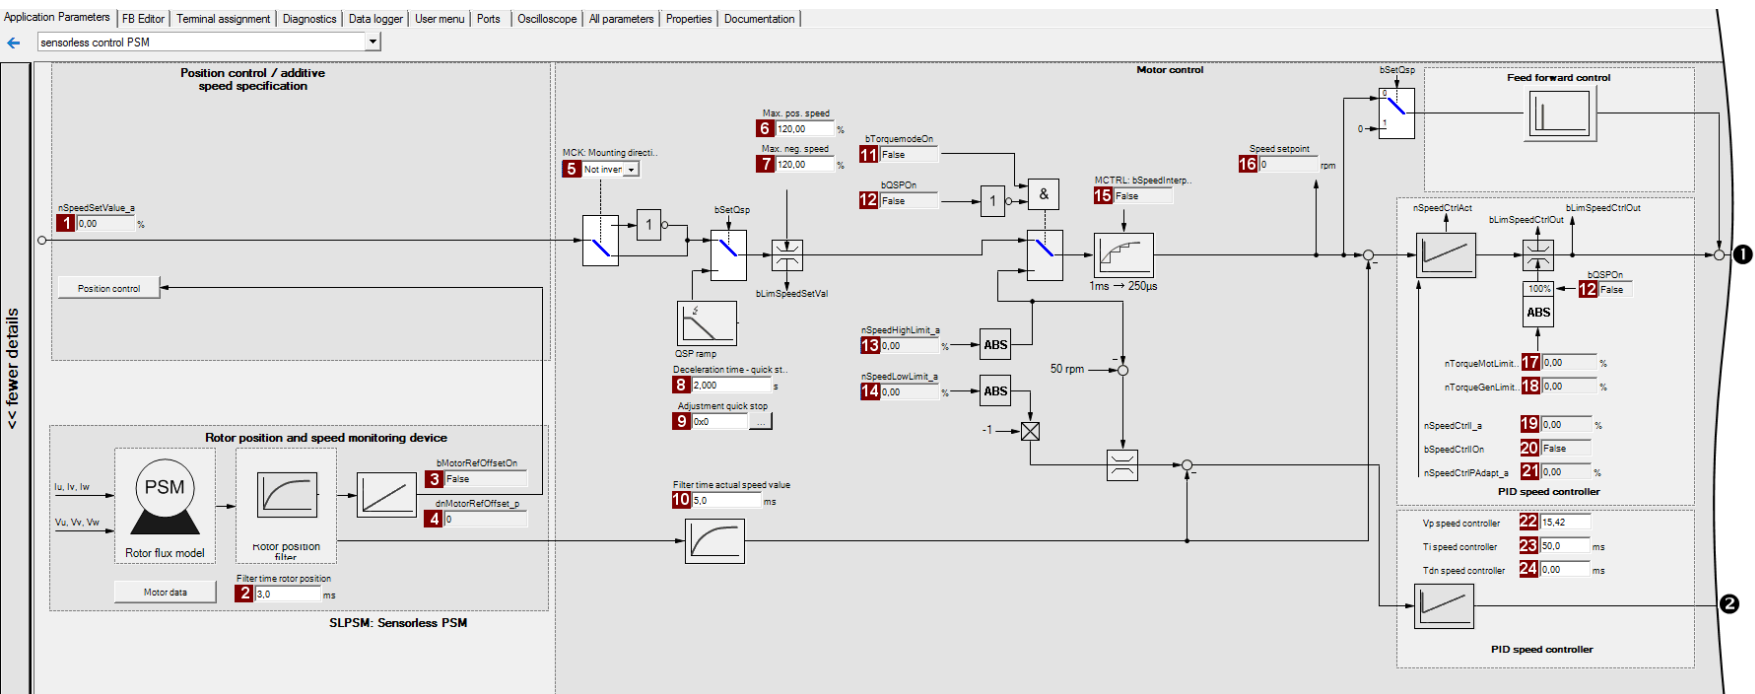 Application Parameters FB Editor Terminal assignment Diagnostics Data logger User menu Ports Oscilloscope All parameters Properties Documentation
sensorless control PSM
<< fewer details
Position control / additive
speed specification
nSpeedSetValue_a
1 0,00 %
Position control
Rotor position and speed monitoring device
Iu, Iv, Iw
Vu, Vv, Vw
PSM
Rotor flux model
Rotor position
filter
bMotorRefOffsetOn
3 False
dnMotorRefOffset_p
4 0
Motor data
Filter time rotor position
2 3,0 ms
SLPSM: Sensorless PSM
Motor control
MCK: Mounting directi..
5 Not inver
1
bSetQsp
Max. pos. speed
6 120,00 %
Max. neg. speed
7 120,00 %
bLimSpeedSetVal
QSP ramp
Deceleration time - quick st..
8 2,000 s
Adjustment quick stop
9 0x0 ...
Filter time actual speed value
10 5,0 ms
bTorquemodeOn
11 False
bQSPOn
12 False
1
&
MCTRL: bSpeedInterp..
15 False
1ms → 250µs
nSpeedHighLimit_a
13 0,00 % ABS
nSpeedLowLimit_a
14 0,00 % ABS
-1
50 rpm
-
-
Speed setpoint
16 0 rpm
-
bSetQsp
0
1
0
Feed forward control
nSpeedCtrlAct
bLimSpeedCtrlOut
bLimSpeedCtrlOut
1
bQSPOn
12 False
100%
ABS
nTorqueMotLimit.. 17 0,00 %
nTorqueGenLimit.. 18 0,00 %
nSpeedCtrlI_a 19 0,00 %
bSpeedCtrlIOn 20 False
nSpeedCtrlPAdapt_a 21 0,00 %
PID speed controller
Vp speed controller 22 15,42
Ti speed controller 23 50,0 ms
Tdn speed controller 24 0,00 ms
2
PID speed controller